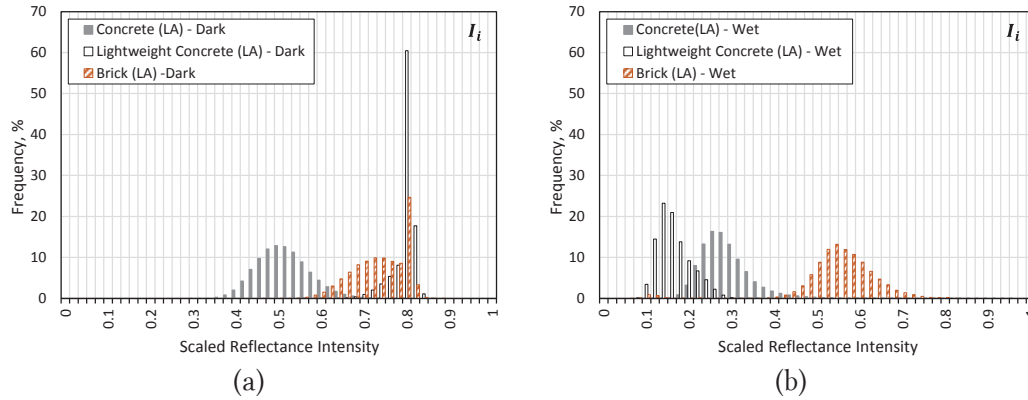 70
60
50
40
30
20
10
0
Frequency, %
Concrete (LA) - Dark
Lightweight Concrete (LA) - Dark
Brick (LA) -Dark
I_i
0 0.1 0.2 0.3 0.4 0.5 0.6 0.7 0.8 0.9 1
Scaled Reflectance Intensity
(a)
70
60
50
40
30
20
10
0
Frequency, %
Concrete(LA) - Wet
Lightweight Concrete (LA) - Wet
Brick (LA) - Wet
I_i
0 0.1 0.2 0.3 0.4 0.5 0.6 0.7 0.8 0.9 1
Scaled Reflectance Intensity
(b)